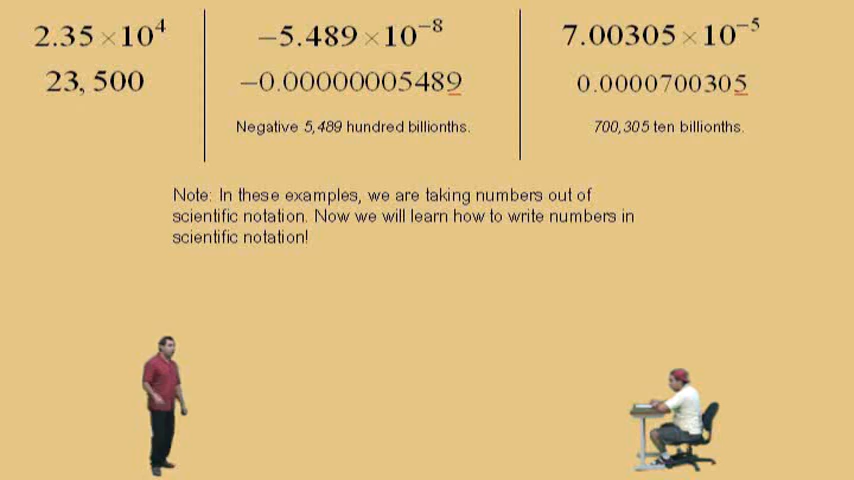 2.35 × 10⁴
23,500
−5.489 × 10⁻⁸
−0.00000005489
Negative 5,489 hundred billionths.
7.00305 × 10⁻⁵
0.0000700305
700,305 ten billionths.
Note: In these examples, we are taking numbers out of
scientific notation. Now we will learn how to write numbers in
scientific notation!